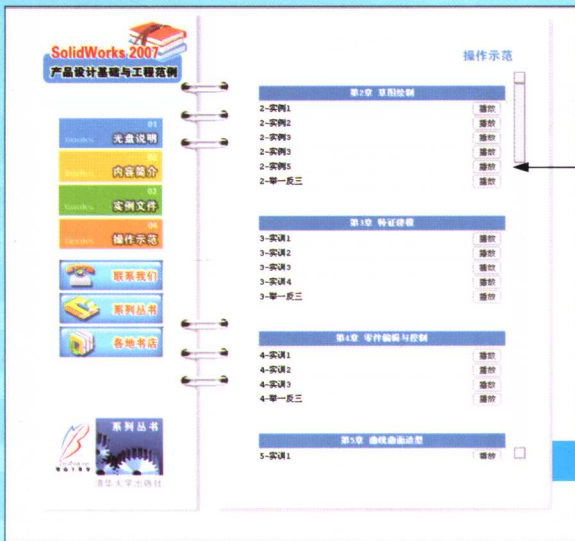 SolidWorks 2007
产品设计基础与工程范例
01
books 光盘说明
02
books 内容简介
03
books 实例文件
04
books 操作示范
联系我们
系列丛书
各地书店
系列丛书
清华大学出版社
操作示范
第2章 草图绘制
2-实例1 播放
2-实例2 播放
2-实例3 播放
2-实例3 播放
2-实例5 播放
2-举一反三 播放
第3章 特征建模
3-实训1 播放
3-实训2 播放
3-实训3 播放
3-实训4 播放
3-举一反三 播放
第4章 零件编辑与控制
4-实训1 播放
4-实训2 播放
4-实训3 播放
4-举一反三 播放
第5章 曲线曲面造型
5-实训1 播放